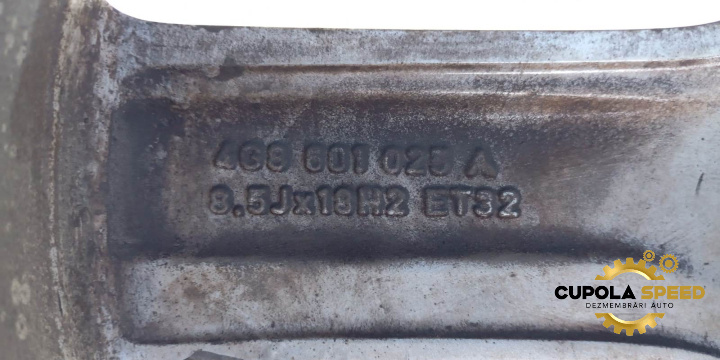 4G8 601 025 A
8.5Jx19H2 ET32
CUPOLA SPEED
DEZMEMBRĂRI AUTO